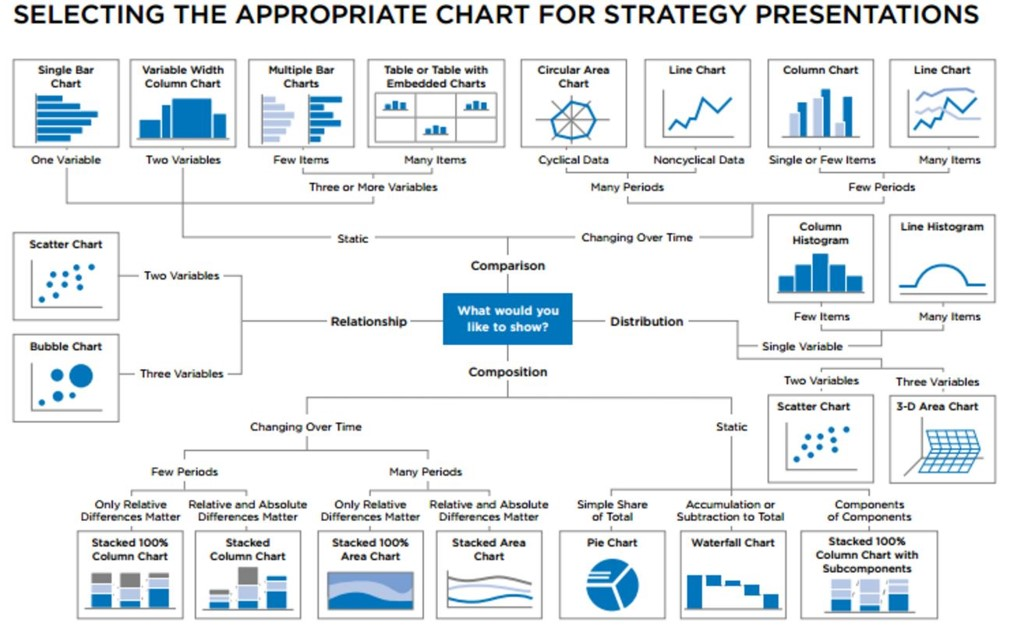 SELECTING THE APPROPRIATE CHART FOR STRATEGY PRESENTATIONS
Single Bar
Chart
One Variable
Variable Width
Column Chart
Two Variables
Multiple Bar
Charts
Few Items
Table or Table with
Embedded Charts
Many Items
Three or More Variables
Circular Area
Chart
Cyclical Data
Line Chart
Noncyclical Data
Many Periods
Column Chart
Single or Few Items
Line Chart
Many Items
Few Periods
Static
Changing Over Time
Comparison
What would you
like to show?
Relationship
Scatter Chart
Two Variables
Bubble Chart
Three Variables
Distribution
Column
Histogram
Few Items
Line Histogram
Many Items
Single Variable
Two Variables
Scatter Chart
Three Variables
3-D Area Chart
Composition
Changing Over Time
Few Periods
Only Relative
Differences Matter
Stacked 100%
Column Chart
Relative and Absolute
Differences Matter
Stacked
Column Chart
Many Periods
Only Relative
Differences Matter
Stacked 100%
Area Chart
Relative and Absolute
Differences Matter
Stacked Area
Chart
Static
Simple Share
of Total
Pie Chart
Accumulation or
Subtraction to Total
Waterfall Chart
Components
of Components
Stacked 100%
Column Chart with
Subcomponents